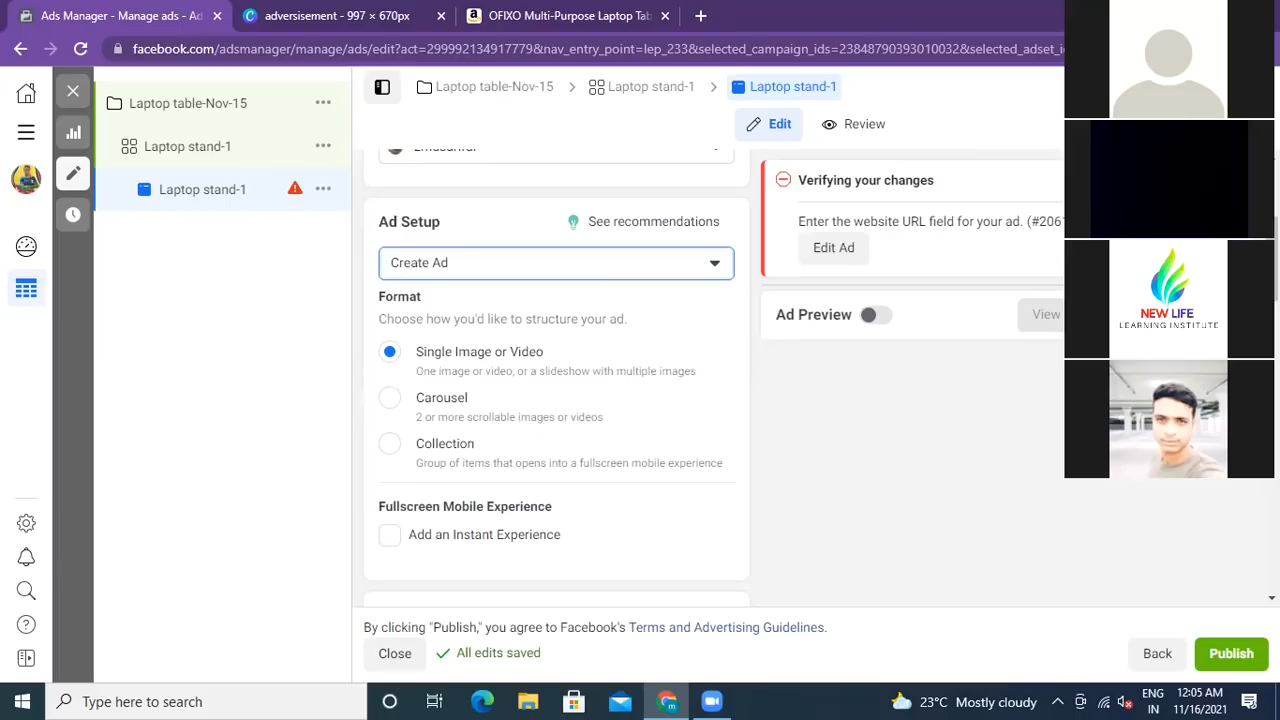 Ads Manager - Manage ads - Ad
adversisement - 997 × 670px
OFIXO Multi-Purpose Laptop Ta
facebook.com/adsmanager/manage/ads/edit?act=299992134917779&nav_entry_point=lep_233&selected_campaign_ids=23848790393010032&selected_adset_i
Laptop table-Nov-15
Laptop stand-1
Laptop stand-1
Laptop table-Nov-15
Laptop stand-1
Laptop stand-1
Edit
Review
Ad Setup
See recommendations
Create Ad
Format
Choose how you'd like to structure your ad.
Single Image or Video
One image or video, or a slideshow with multiple images
Carousel
2 or more scrollable images or videos
Collection
Group of items that opens into a fullscreen mobile experience
Fullscreen Mobile Experience
Add an Instant Experience
Verifying your changes
Enter the website URL field for your ad. (#206
Edit Ad
Ad Preview
View
NEW LIFE
LEARNING INSTITUTE
By clicking "Publish," you agree to Facebook's Terms and Advertising Guidelines.
Close
All edits saved
Back
Publish
Type here to search
23°C Mostly cloudy
ENG
IN
12:05 AM
11/16/2021